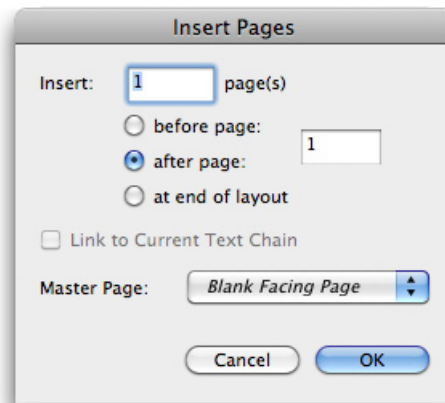 Insert Pages
Insert: 1 page(s)
before page:
1
after page:
at end of layout
Link to Current Text Chain
Master Page: Blank Facing Page
Cancel OK